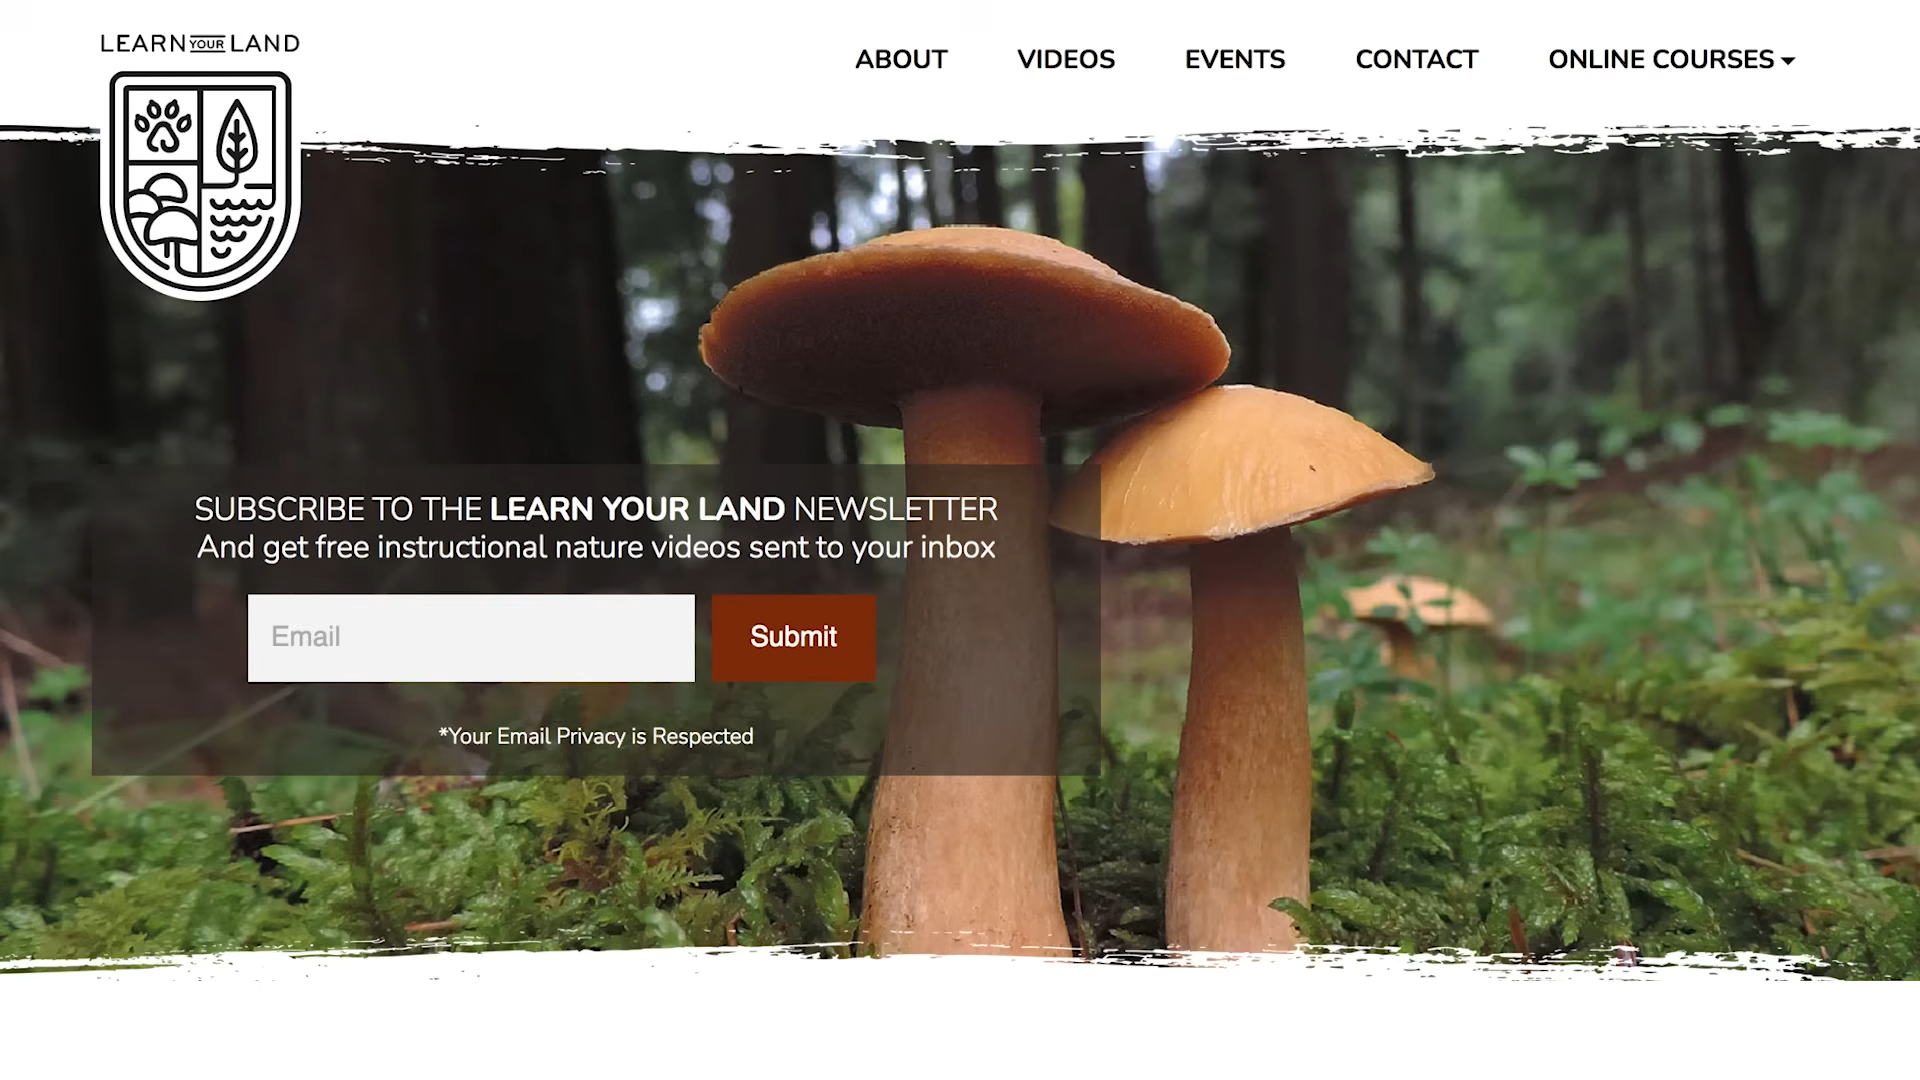 LEARN YOUR LAND
ABOUT VIDEOS EVENTS CONTACT ONLINE COURSES
SUBSCRIBE TO THE LEARN YOUR LAND NEWSLETTER
And get free instructional nature videos sent to your inbox
Email Submit
*Your Email Privacy is Respected